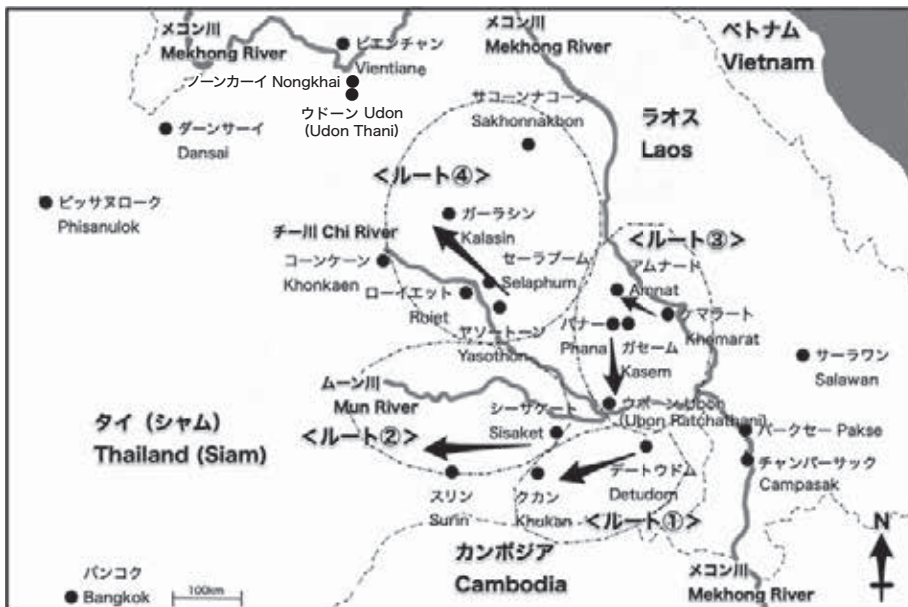 メコン川
Mekhong River
ビエンチャン
Vientiane
ノーンカーイ Nongkhai
ウドーン Udon
(Udon Thani)
メコン川
Mekhong River
ベトナム
Vietnam
サコーンナコーン
Sakhonnakbon
ラオス
Laos
ダーンサーイ
Dansai
<ルート④>
ピッサヌローク
Phisanulok
ガーラシン
Kalasin
チー川 Chi River
<ルート③>
コーンケーン
Khonkaen
セーラプーム
Selaphum
アムナード
Amnat
ローイエット
Roiet
ケマラート
Khemarat
ヤソートーン
Yasothon
パナー
Phana
ガセーム
Kasem
サーラワン
Salawan
ムーン川
Mun River
シーサケート
Sisaket
ウボーン Ubon
(Ubon Ratchathani)
タイ（シャム）
Thailand (Siam)
<ルート②>
パークセー Pakse
スリン
Surin
クカン
Khukan
デートウドム
Detudom
チャンパーサック
Campasak
<ルート①>
カンボジア
Cambodia
N
バンコク
Bangkok
100km
メコン川
Mekhong River